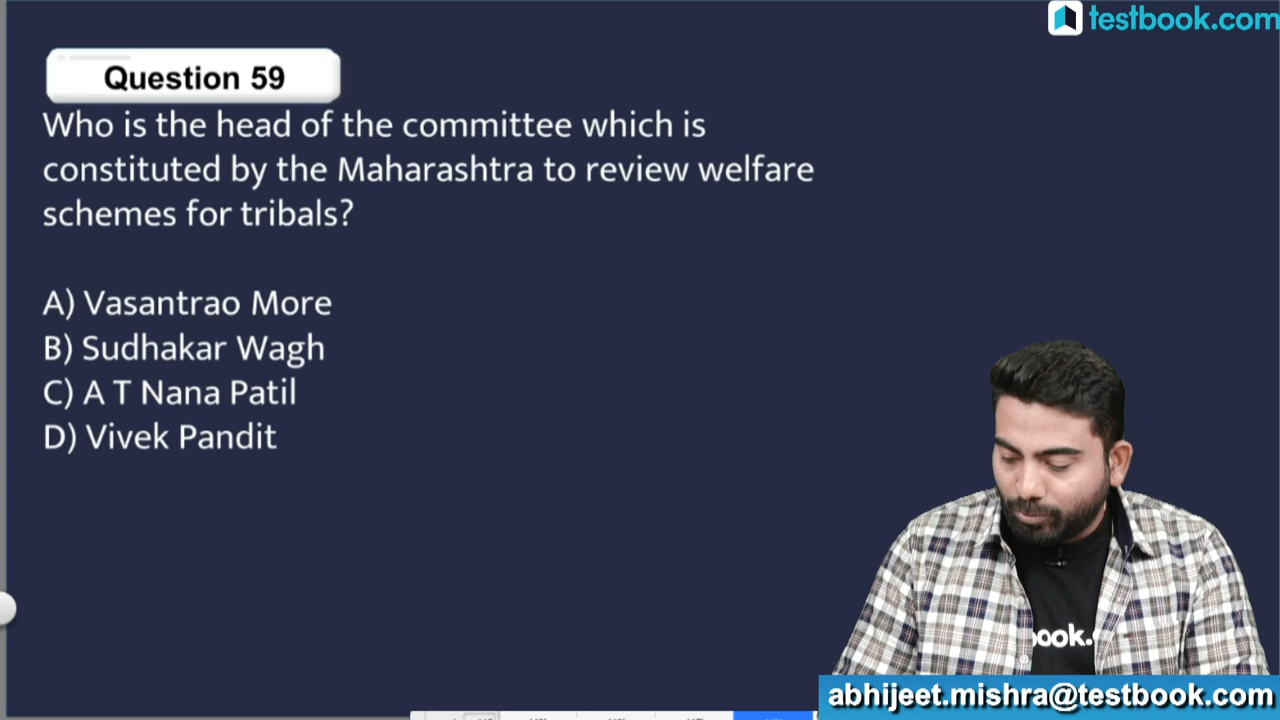 testbook.com
Question 59
Who is the head of the committee which is
constituted by the Maharashtra to review welfare
schemes for tribals?
A) Vasantrao More
B) Sudhakar Wagh
C) A T Nana Patil
D) Vivek Pandit
book.c
abhijeet.mishra@testbook.com